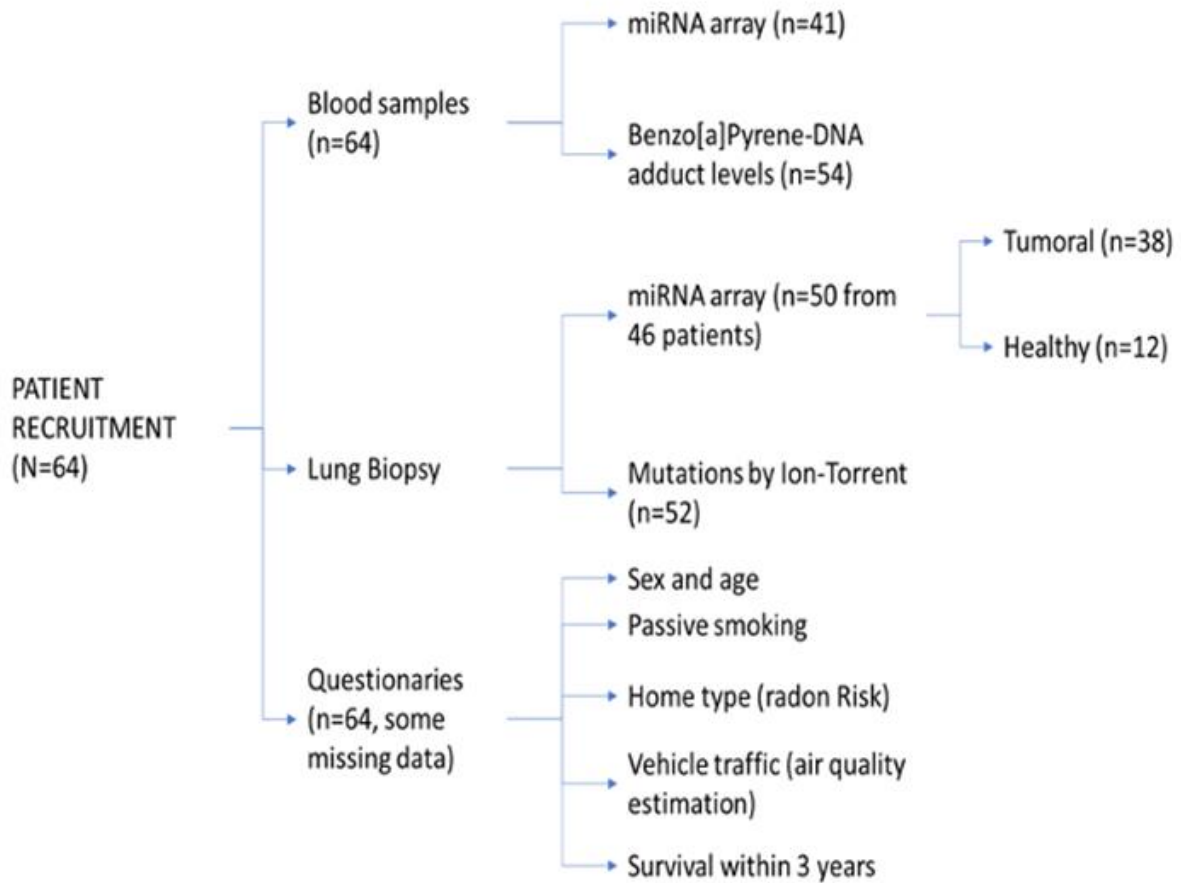 PATIENT
RECRUITMENT
(N=64)
Blood samples
(n=64)
miRNA array (n=41)
Benzo[a]Pyrene-DNA
adduct levels (n=54)
Lung Biopsy
miRNA array (n=50 from
46 patients)
Tumoral (n=38)
Healthy (n=12)
Mutations by Ion-Torrent
(n=52)
Questionaries
(n=64, some
missing data)
Sex and age
Passive smoking
Home type (radon Risk)
Vehicle traffic (air quality
estimation)
Survival within 3 years